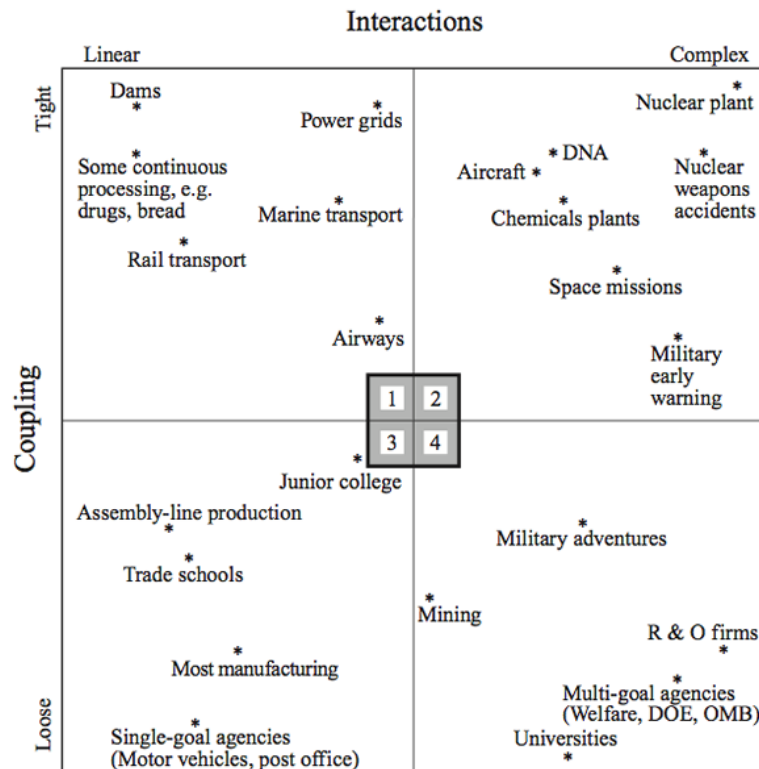 Interactions
Linear
Complex
Tight
Coupling
Loose
Dams
*
Power grids
*
Nuclear plant
*
Some continuous
processing, e.g.
drugs, bread
*
* DNA
Aircraft *
Nuclear
weapons
accidents
*
Marine transport
*
Chemicals plants
*
Rail transport
*
Space missions
*
Airways
*
Military
early
warning
*
1
2
3
4
Junior college
*
Assembly-line production
*
Military adventures
*
Trade schools
*
Mining
*
R & O firms
*
Most manufacturing
*
Multi-goal agencies
(Welfare, DOE, OMB)
*
Single-goal agencies
(Motor vehicles, post office)
*
Universities
*